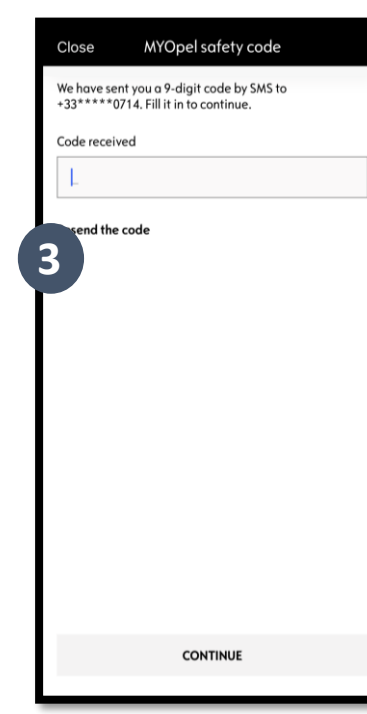 Close MYOpel safety code
We have sent you a 9-digit code by SMS to
+33*****0714. Fill it in to continue.
Code received
3
send the code
CONTINUE